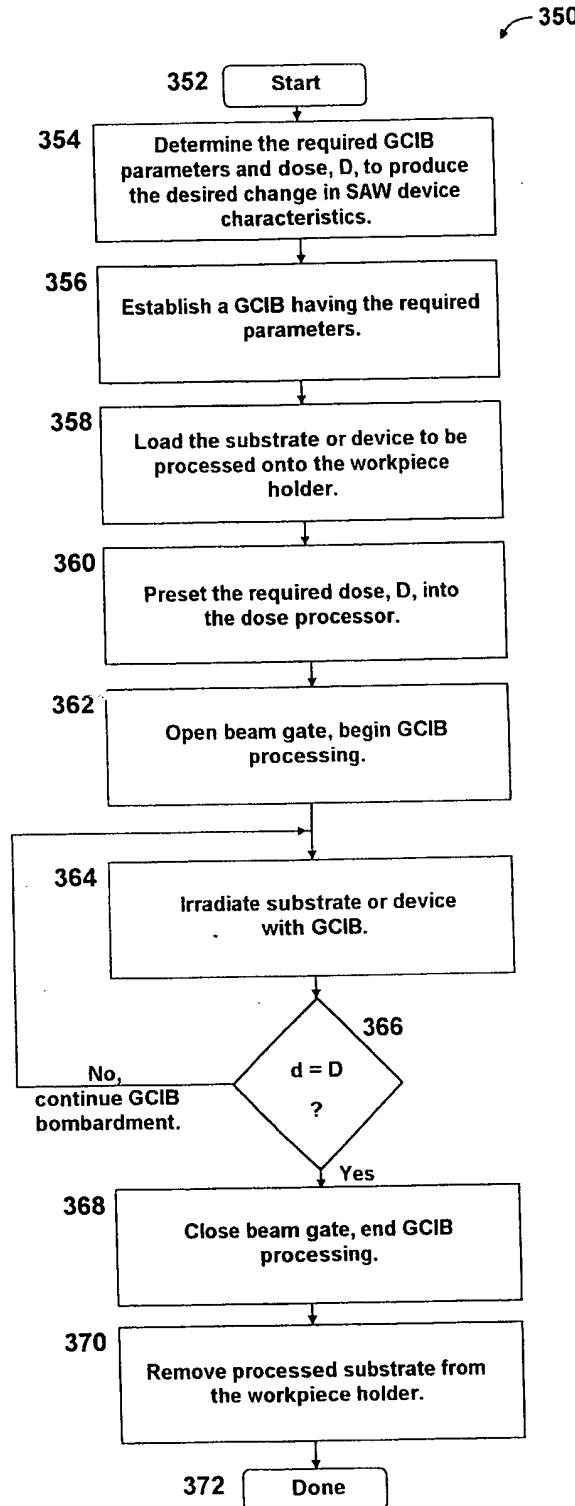 350
352 Start
354 Determine the required GCIB
parameters and dose, D, to produce
the desired change in SAW device
characteristics.
356 Establish a GCIB having the required
parameters.
358 Load the substrate or device to be
processed onto the workpiece
holder.
360 Preset the required dose, D, into
the dose processor.
362 Open beam gate, begin GCIB
processing.
364 Irradiate substrate or device
with GCIB.
366
d = D
?
No,
continue GCIB
bombardment.
Yes
368 Close beam gate, end GCIB
processing.
370 Remove processed substrate from
the workpiece holder.
372 Done